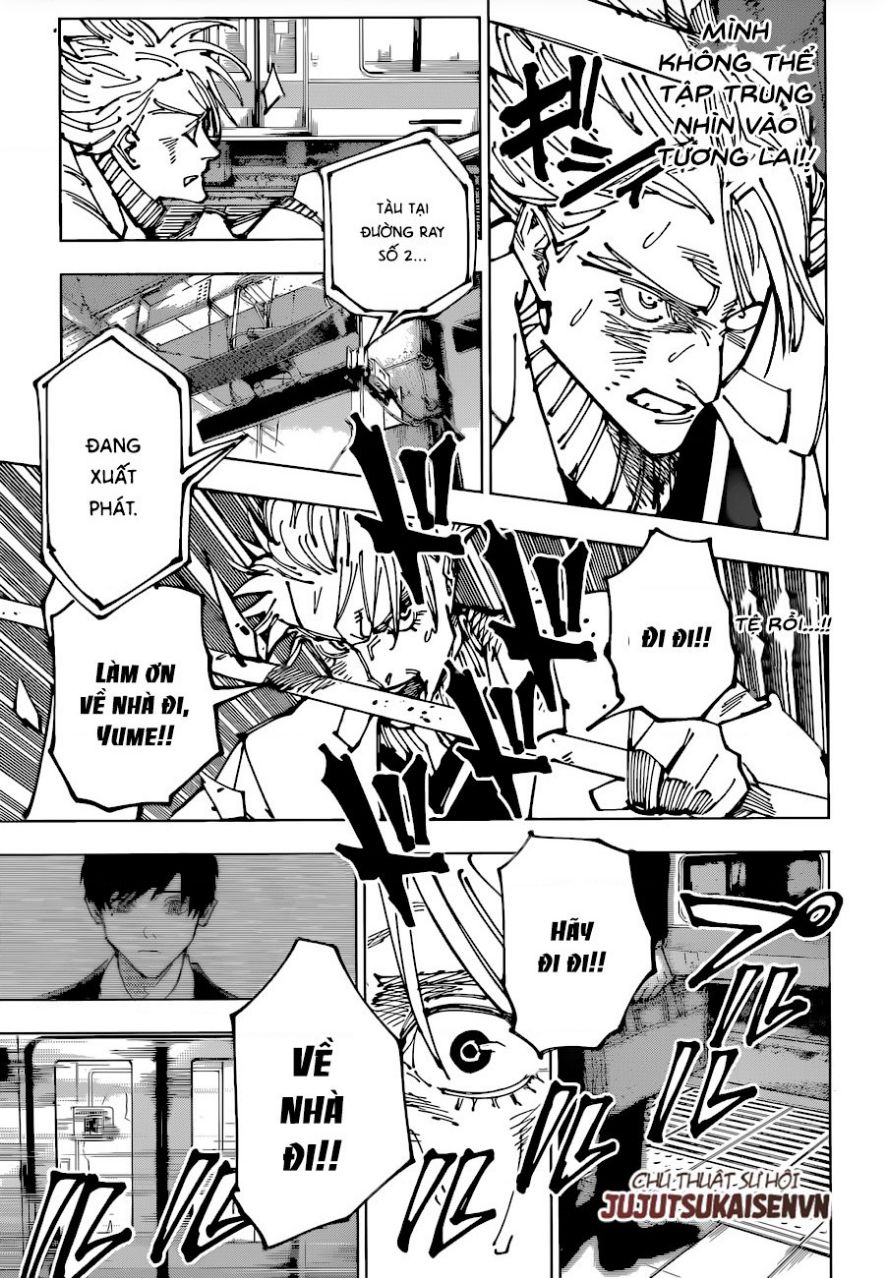 MÌNH
KHÔNG THỂ
TẬP TRUNG
NHÌN VÀO
TƯƠNG LAI!!
TÀU TẠI
ĐƯỜNG RAY
SỐ 2...
ĐANG
XUẤT
PHÁT.
TỆ RỒI...!!
ĐI ĐI!!
LÀM ƠN
VỀ NHÀ ĐI,
YUME!!
HÃY
ĐI ĐI!!
VỀ
NHÀ
ĐI!!
CHÚ THUẬT SƯ HỘI
JUJUTSUKAISENVN